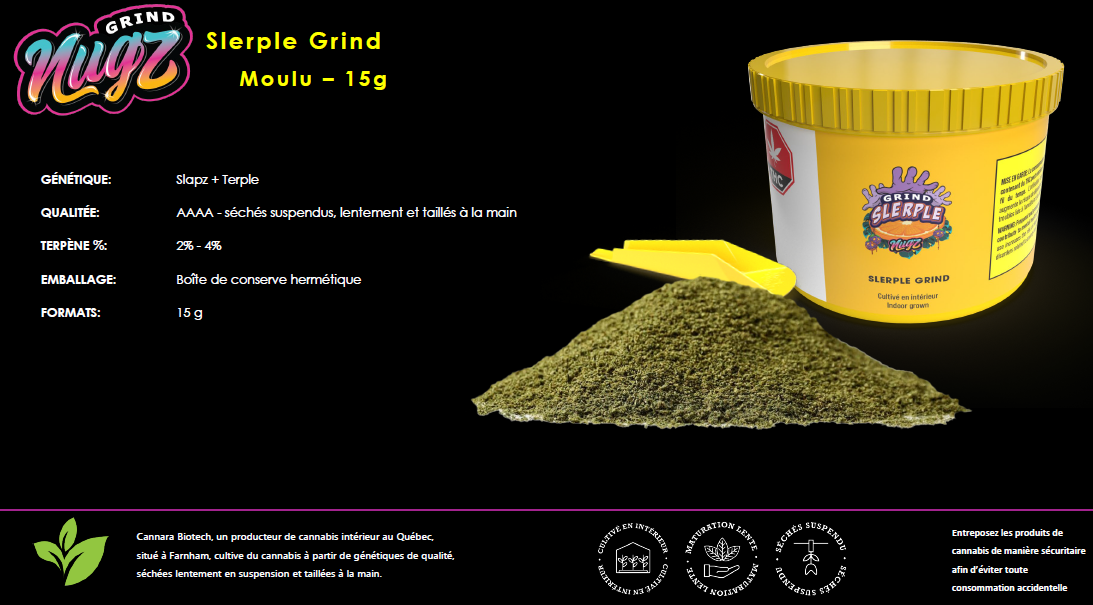 GRIND
Nugz
Slerple Grind
Moulu – 15g
GÉNÉTIQUE: Slapz + Terple
QUALITÉE: AAAA - séchés suspendus, lentement et taillés à la main
TERPÈNE %: 2% - 4%
EMBALLAGE: Boîte de conserve hermétique
FORMATS: 15 g
GRIND
SLERPLE
NUGZ
SLERPLE GRIND
Cultivé en intérieur
Indoor grown
MISE EN GARDE:
Cannara Biotech, un producteur de cannabis intérieur au Québec,
situé à Farnham, cultive du cannabis à partir de génétiques de qualité,
séchées lentement en suspension et taillées à la main.
CULTIVÉ EN INTÉRIEUR · CULTIVÉ EN INTÉRIEUR ·
MATURATION LENTE · MATURATION LENTE ·
SÉCHÉS SUSPENDU · SÉCHÉS SUSPENDU ·
Entreposez les produits de
cannabis de manière sécuritaire
afin d'éviter toute
consommation accidentelle